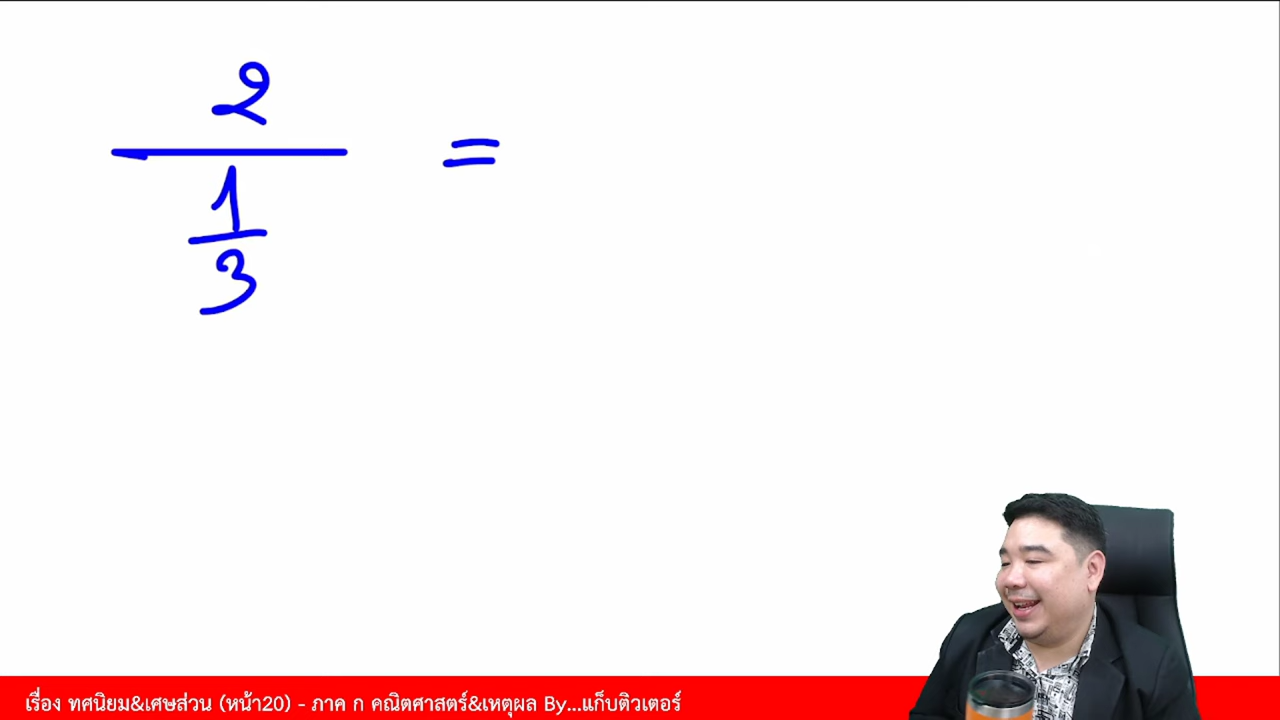 2
1 =
3
เรื่อง ทศนิยม&เศษส่วน (หน้า20) - ภาค ก คณิตศาสตร์&เหตุผล By...แก็บติวเตอร์